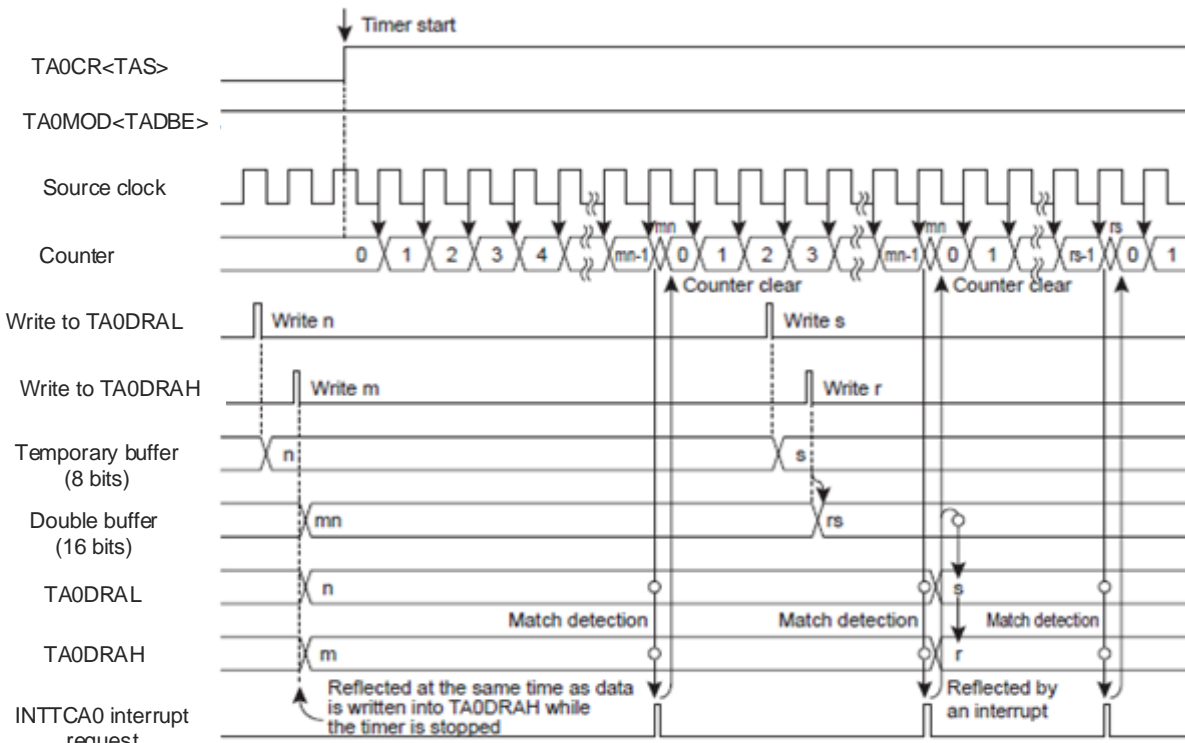 Timer start
TA0CR<TAS>
TA0MOD<TADBE>
Source clock
mn mn rs
Counter 0 1 2 3 4 mn-1 0 1 2 3 mn-1 0 1 rs-1 0 1
Counter clear Counter clear
Write to TA0DRAL Write n Write s
Write to TA0DRAH Write m Write r
Temporary buffer
(8 bits)
n s
Double buffer
(16 bits)
mn rs
TA0DRAL n s
Match detection Match detection Match detection
TA0DRAH m r
Reflected at the same time as data
is written into TA0DRAH while
the timer is stopped
Reflected by
an interrupt
INTTCA0 interrupt
request